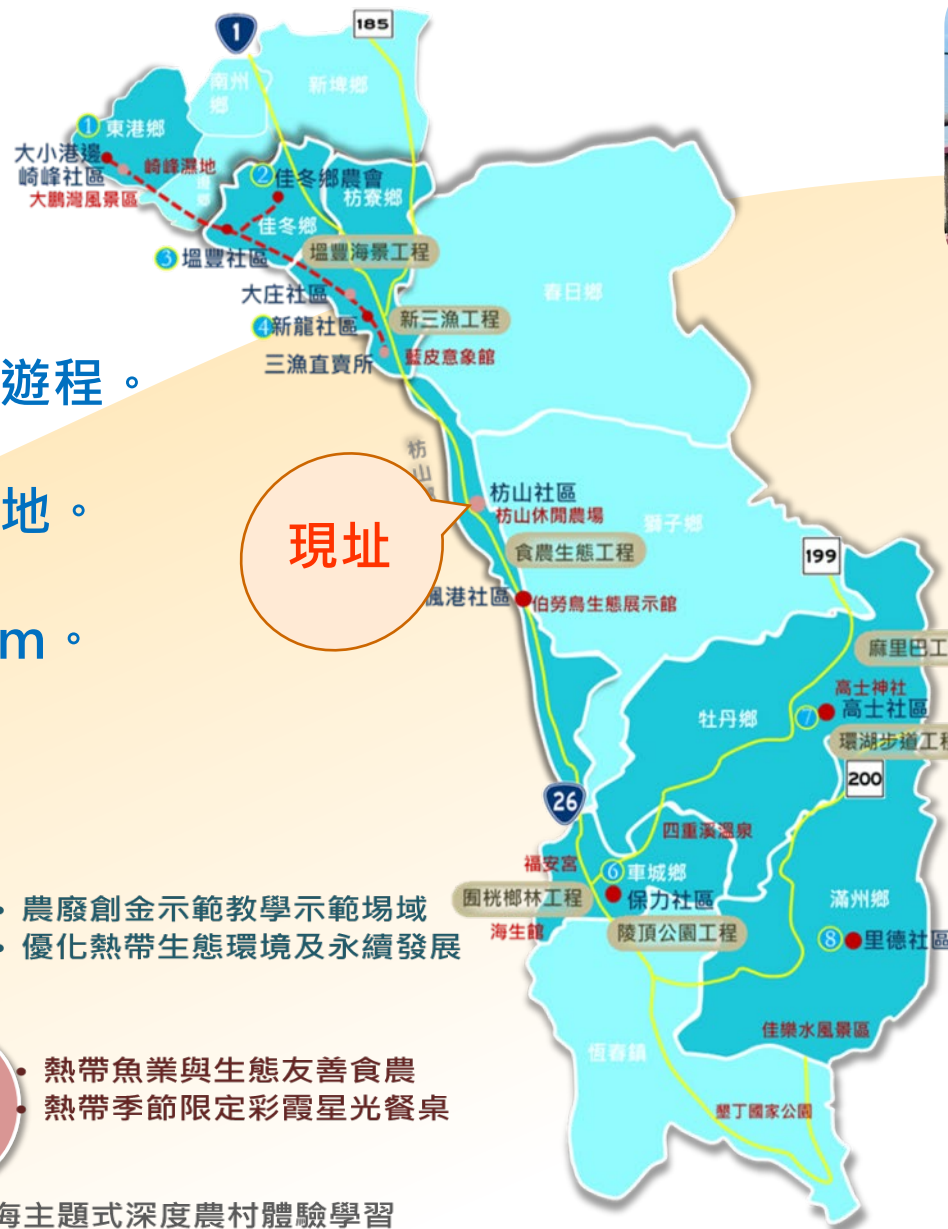 1
185
南州
鄉
新埤鄉
① 東港鄉
大小港邊
崎峰社區
崎峰濕地
大鵬灣風景區
② 佳冬鄉農會
枋寮鄉
佳冬鄉
③ 塭豐社區
塭豐海景工程
春日鄉
大庄社區
④ 新龍社區
新三漁工程
三漁直賣所
藍皮意象館
遊程。
枋
山
地。
現址
枋山社區
枋山休閒農場
獅子鄉
食農生態工程
199
楓港社區
伯勞鳥生態展示館
m。
麻里巴工
高士神社
⑦ 高士社區
牡丹鄉
環湖步道工程
200
26
四重溪溫泉
福安宮
⑥ 車城鄉
囿桄榔林工程
保力社區
滿州鄉
海生館
陵頂公園工程
⑧ 里德社區
• 農廢創金示範教學示範場域
• 優化熱帶生態環境及永續發展
佳樂水風景區
恆春鎮
• 熱帶魚業與生態友善食農
• 熱帶季節限定彩霞星光餐桌
墾丁國家公園
海主題式深度農村體驗學習